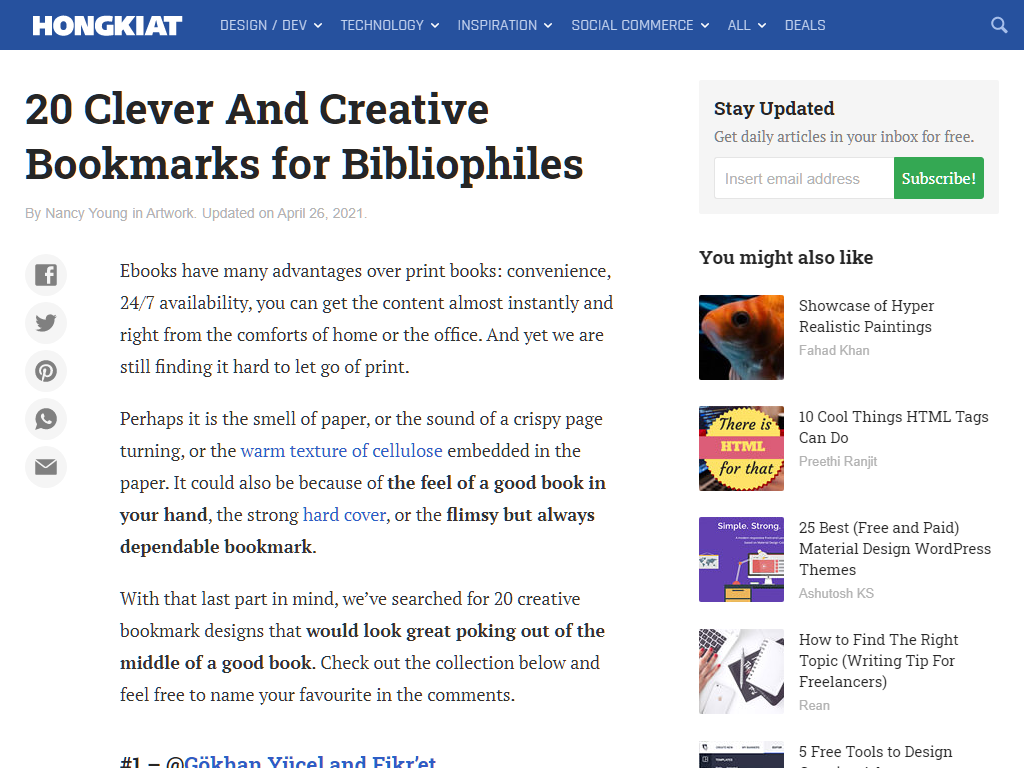 HONGKIAT
DESIGN / DEV
TECHNOLOGY
INSPIRATION
SOCIAL COMMERCE
ALL
DEALS
20 Clever And Creative
Bookmarks for Bibliophiles
By Nancy Young in Artwork. Updated on April 26, 2021.
Ebooks have many advantages over print books: convenience,
24/7 availability, you can get the content almost instantly and
right from the comforts of home or the office. And yet we are
still finding it hard to let go of print.
Perhaps it is the smell of paper, or the sound of a crispy page
turning, or the warm texture of cellulose embedded in the
paper. It could also be because of the feel of a good book in
your hand, the strong hard cover, or the flimsy but always
dependable bookmark.
With that last part in mind, we’ve searched for 20 creative
bookmark designs that would look great poking out of the
middle of a good book. Check out the collection below and
feel free to name your favourite in the comments.
#1 – @Gökhan Yücel and Fikr'et
Stay Updated
Get daily articles in your inbox for free.
Insert email address
Subscribe!
You might also like
Showcase of Hyper
Realistic Paintings
Fahad Khan
There is
HTML
for that
10 Cool Things HTML Tags
Can Do
Preethi Ranjit
Simple. Strong.
25 Best (Free and Paid)
Material Design WordPress
Themes
Ashutosh KS
How to Find The Right
Topic (Writing Tip For
Freelancers)
Rean
5 Free Tools to Design